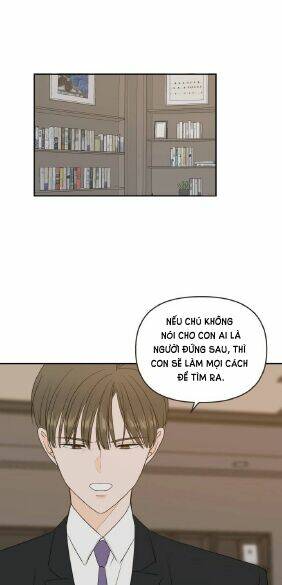 NẾU CHÚ KHÔNG
NÓI CHO CON AI LÀ
NGƯỜI ĐỨNG SAU, THÌ
CON SẼ LÀM MỌI CÁCH
ĐỂ TÌM RA.